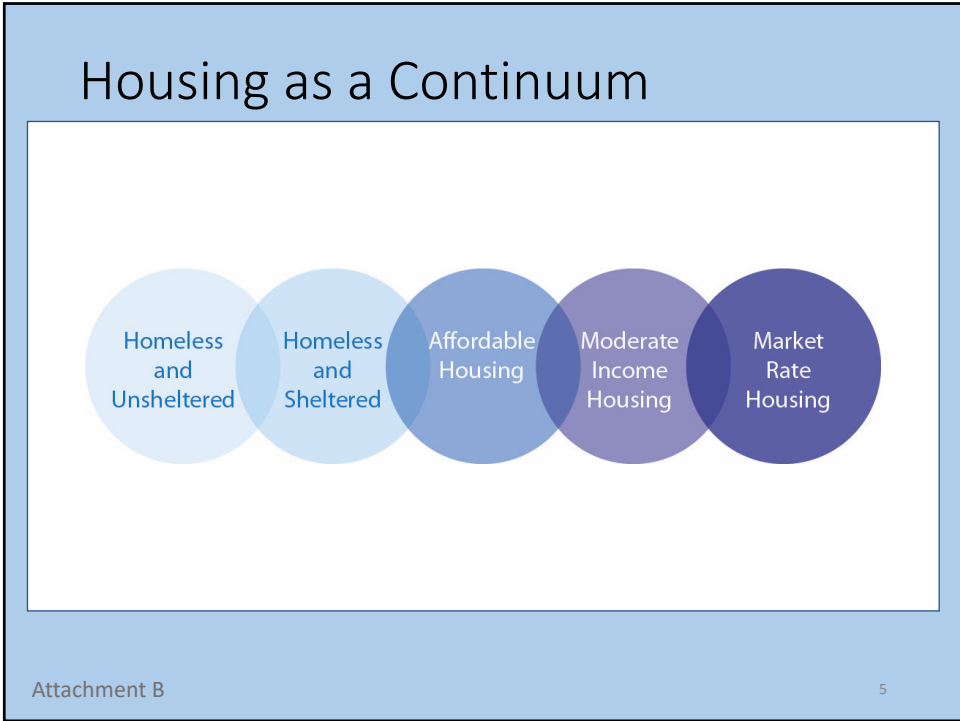 Housing as a Continuum
Homeless
and
Unsheltered
Homeless
and
Sheltered
Affordable
Housing
Moderate
Income
Housing
Market
Rate
Housing
Attachment B
5